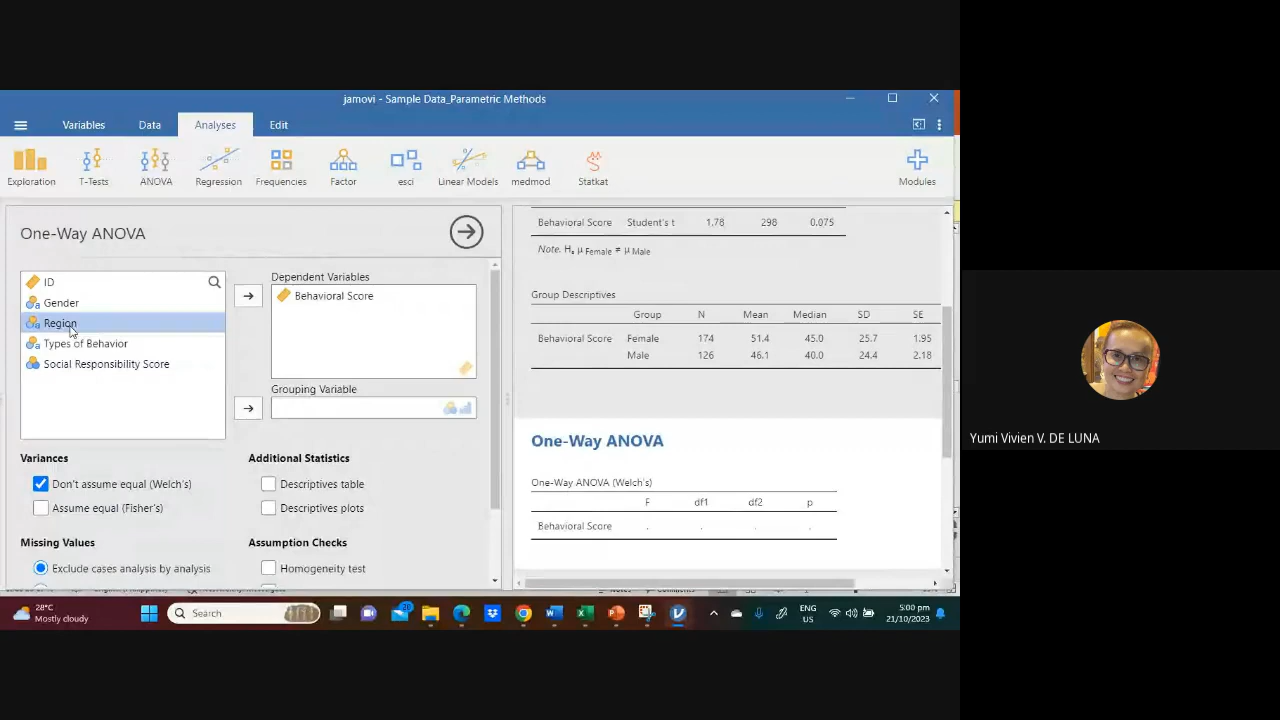 jamovi - Sample Data_Parametric Methods
Variables Data Analyses Edit
Exploration T-Tests ANOVA Regression Frequencies Factor esci Linear Models medmod Statkat Modules
One-Way ANOVA
ID
Gender
Region
Types of Behavior
Social Responsibility Score
Dependent Variables
Behavioral Score
Grouping Variable
Variances
Don't assume equal (Welch's)
Assume equal (Fisher's)
Additional Statistics
Descriptives table
Descriptives plots
Missing Values
Exclude cases analysis by analysis
Assumption Checks
Homogeneity test
Behavioral Score Student's t 1.78 298 0.075
Note. Hₐ μ Female ≠ μ Male
Group Descriptives
Group N Mean Median SD SE
Behavioral Score Female 174 51.4 45.0 25.7 1.95
Male 126 46.1 40.0 24.4 2.18
One-Way ANOVA
One-Way ANOVA (Welch's)
F df1 df2 p
Behavioral Score . . . .
Yumi Vivien V. DE LUNA
28°C
Mostly cloudy
Search
ENG
US
5:00 pm
21/10/2023